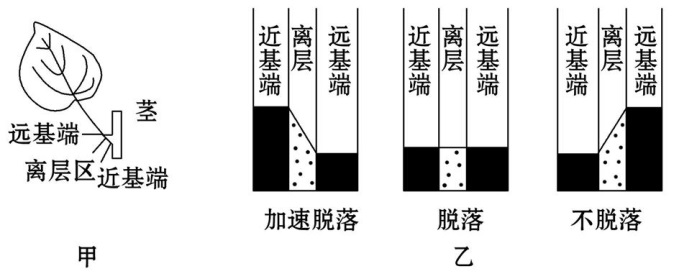 茎
远基端
离层区
近基端
甲
近基端 离层 远基端
近基端 离层 远基端
近基端 离层 远基端
加速脱落 脱落 不脱落
乙